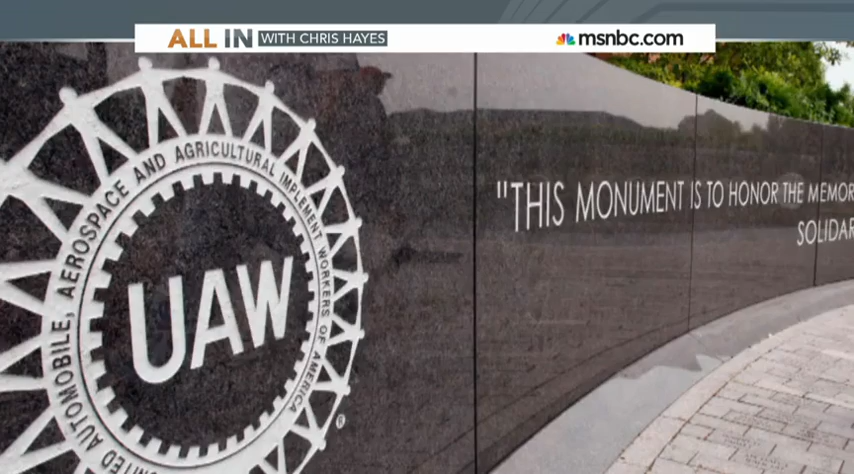 ALL IN WITH CHRIS HAYES
msnbc.com
UNITED AUTOMOBILE, AEROSPACE AND AGRICULTURAL IMPLEMENT WORKERS OF AMERICA
UAW
®
"THIS MONUMENT IS TO HONOR THE MEMOR
SOLIDAR